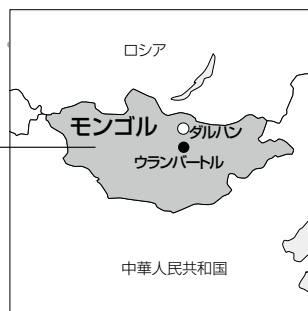 ロシア
モンゴル
ダルハン
ウランバートル
中華人民共和国